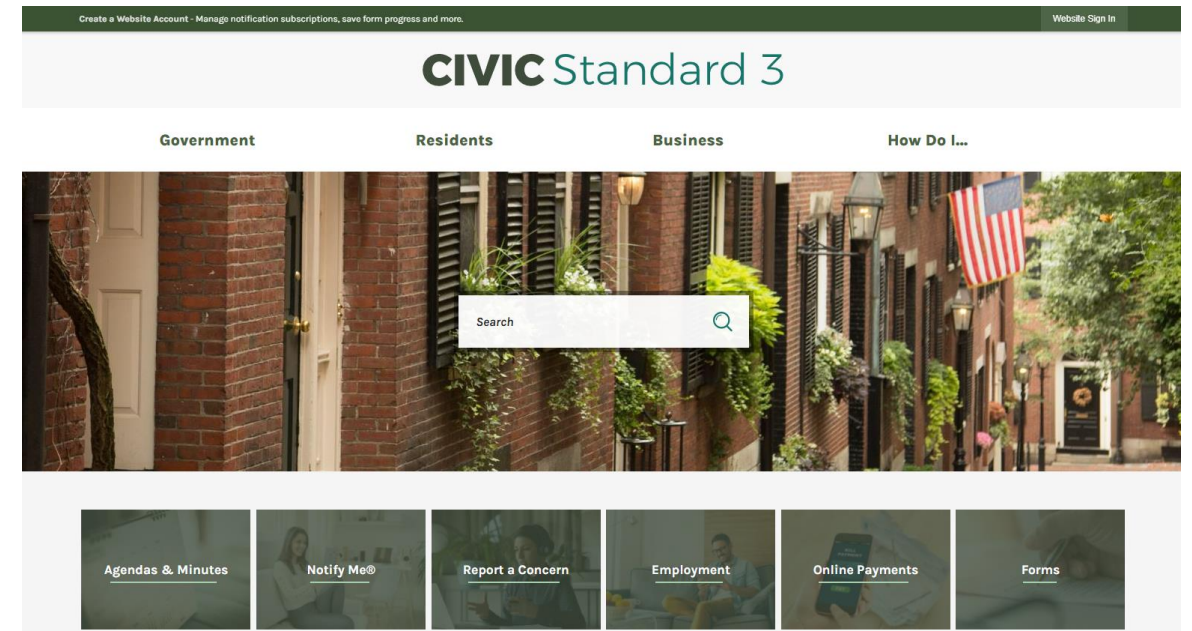 Create a Website Account - Manage notification subscriptions, save form progress and more.
Website Sign In
CIVIC Standard 3
Government
Residents
Business
How Do I...
Search
Agendas & Minutes
Notify Me®
Report a Concern
Employment
Online Payments
Forms